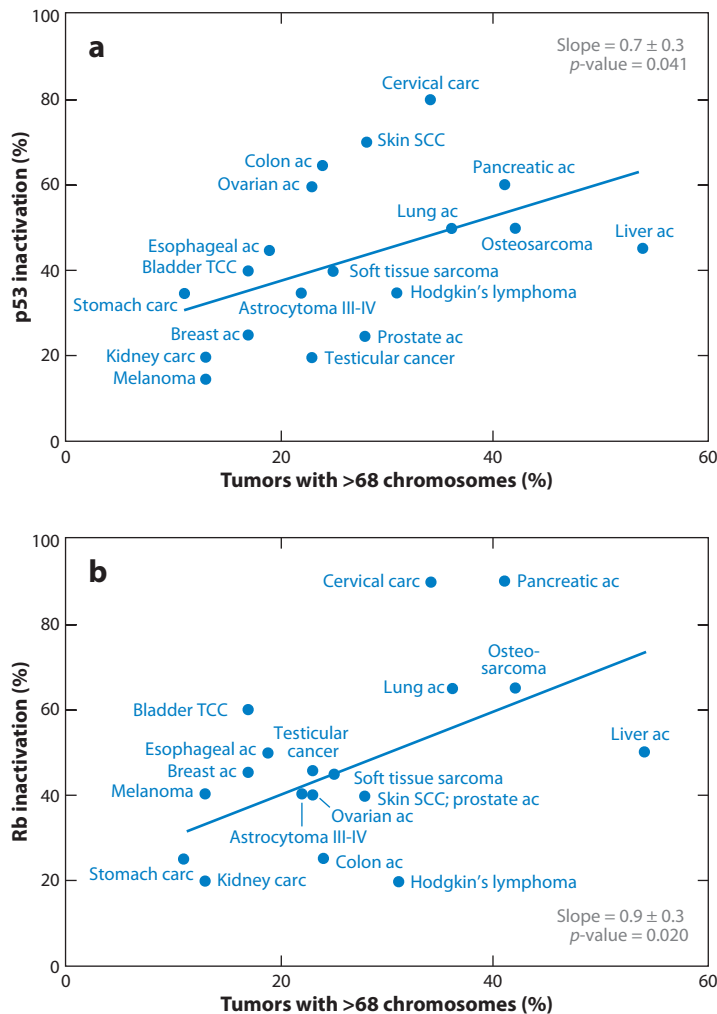 a
Slope = 0.7 ± 0.3
p-value = 0.041
100
80
60
40
20
0
p53 inactivation (%)
Cervical carc
Skin SCC
Colon ac
Ovarian ac
Pancreatic ac
Lung ac
Osteosarcoma
Liver ac
Esophageal ac
Bladder TCC
Soft tissue sarcoma
Stomach carc
Astrocytoma III-IV
Hodgkin's lymphoma
Breast ac
Prostate ac
Kidney carc
Testicular cancer
Melanoma
0
20
40
60
Tumors with >68 chromosomes (%)
b
100
80
60
40
20
0
Rb inactivation (%)
Cervical carc
Pancreatic ac
Osteo-
sarcoma
Lung ac
Bladder TCC
Testicular
cancer
Liver ac
Esophageal ac
Breast ac
Soft tissue sarcoma
Melanoma
Skin SCC; prostate ac
Ovarian ac
Astrocytoma III-IV
Stomach carc
Colon ac
Kidney carc
Hodgkin's lymphoma
Slope = 0.9 ± 0.3
p-value = 0.020
0
20
40
60
Tumors with >68 chromosomes (%)